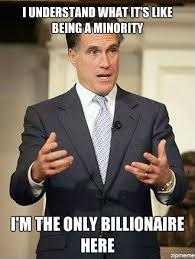 I UNDERSTAND WHAT IT'S LIKE
BEING A MINORITY
I'M THE ONLY BILLIONAIRE
HERE
zipmeme